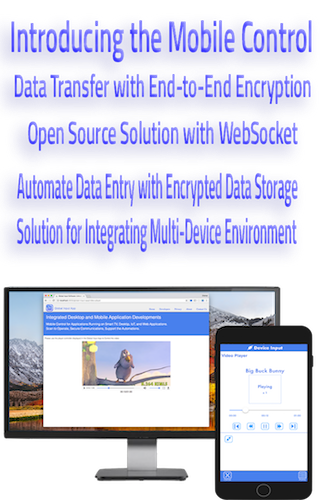 Introducing the Mobile Control
Data Transfer with End-to-End Encryption
Open Source Solution with WebSocket
Automate Data Entry with Encrypted Data Storage
Solution for Integrating Multi-Device Environment
Integrated Desktop and Mobile Application Developments
Device Input
Video Player
Big Buck Bunny
Playing